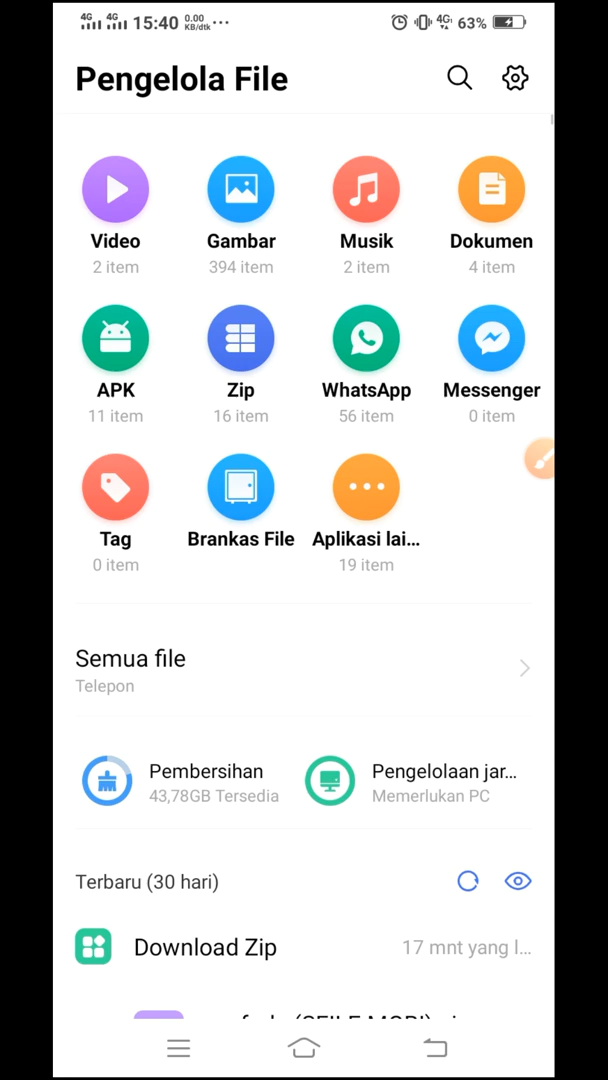 4G 4G 15:40 0.00 KB/dtk ... 4G 63%
Pengelola File
Video Gambar Musik Dokumen
2 item 394 item 2 item 4 item
APK Zip WhatsApp Messenger
11 item 16 item 56 item 0 item
Tag Brankas File Aplikasi lai...
0 item 19 item
Semua file
Telepon
Pembersihan Pengelolaan jar...
43,78GB Tersedia Memerlukan PC
Terbaru (30 hari)
Download Zip 17 mnt yang l...